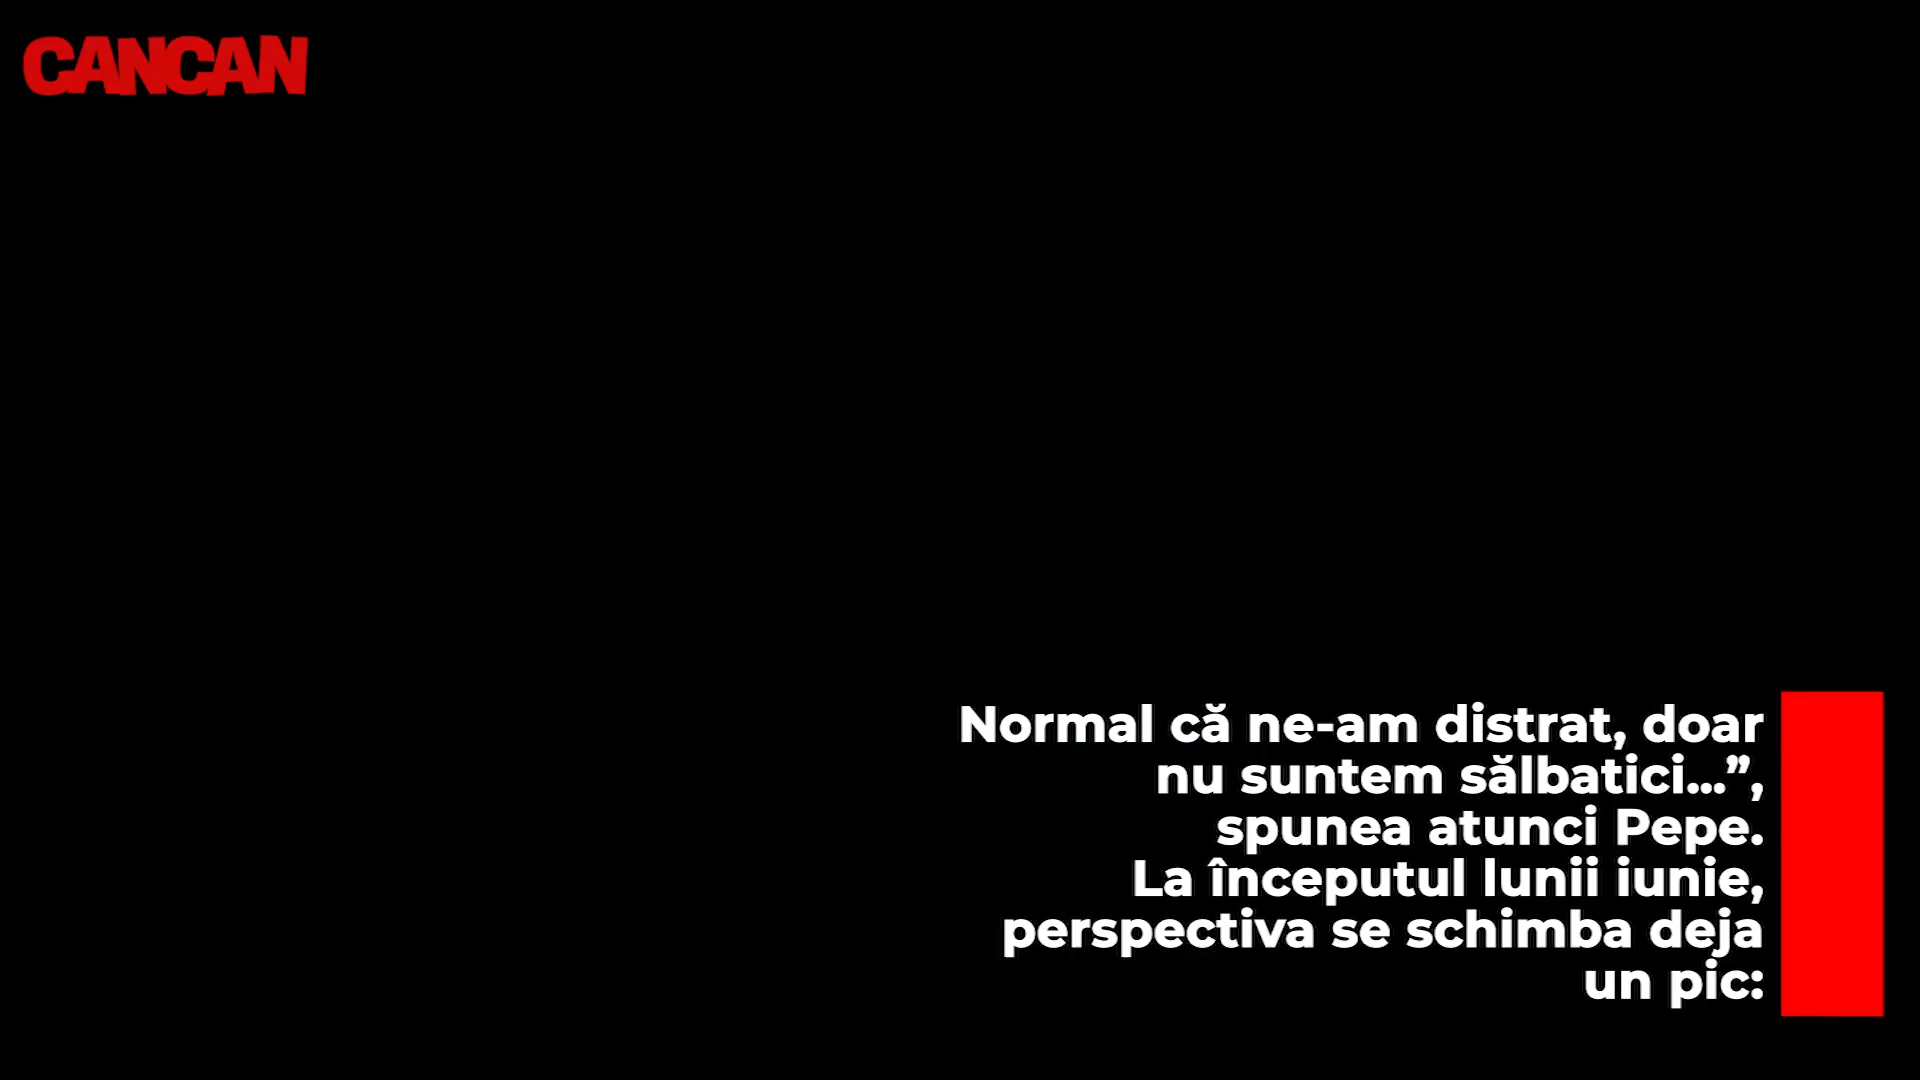 CANCAN
Normal că ne-am distrat, doar
nu suntem sălbatici...”,
spunea atunci Pepe.
La începutul lunii iunie,
perspectiva se schimba deja
un pic: